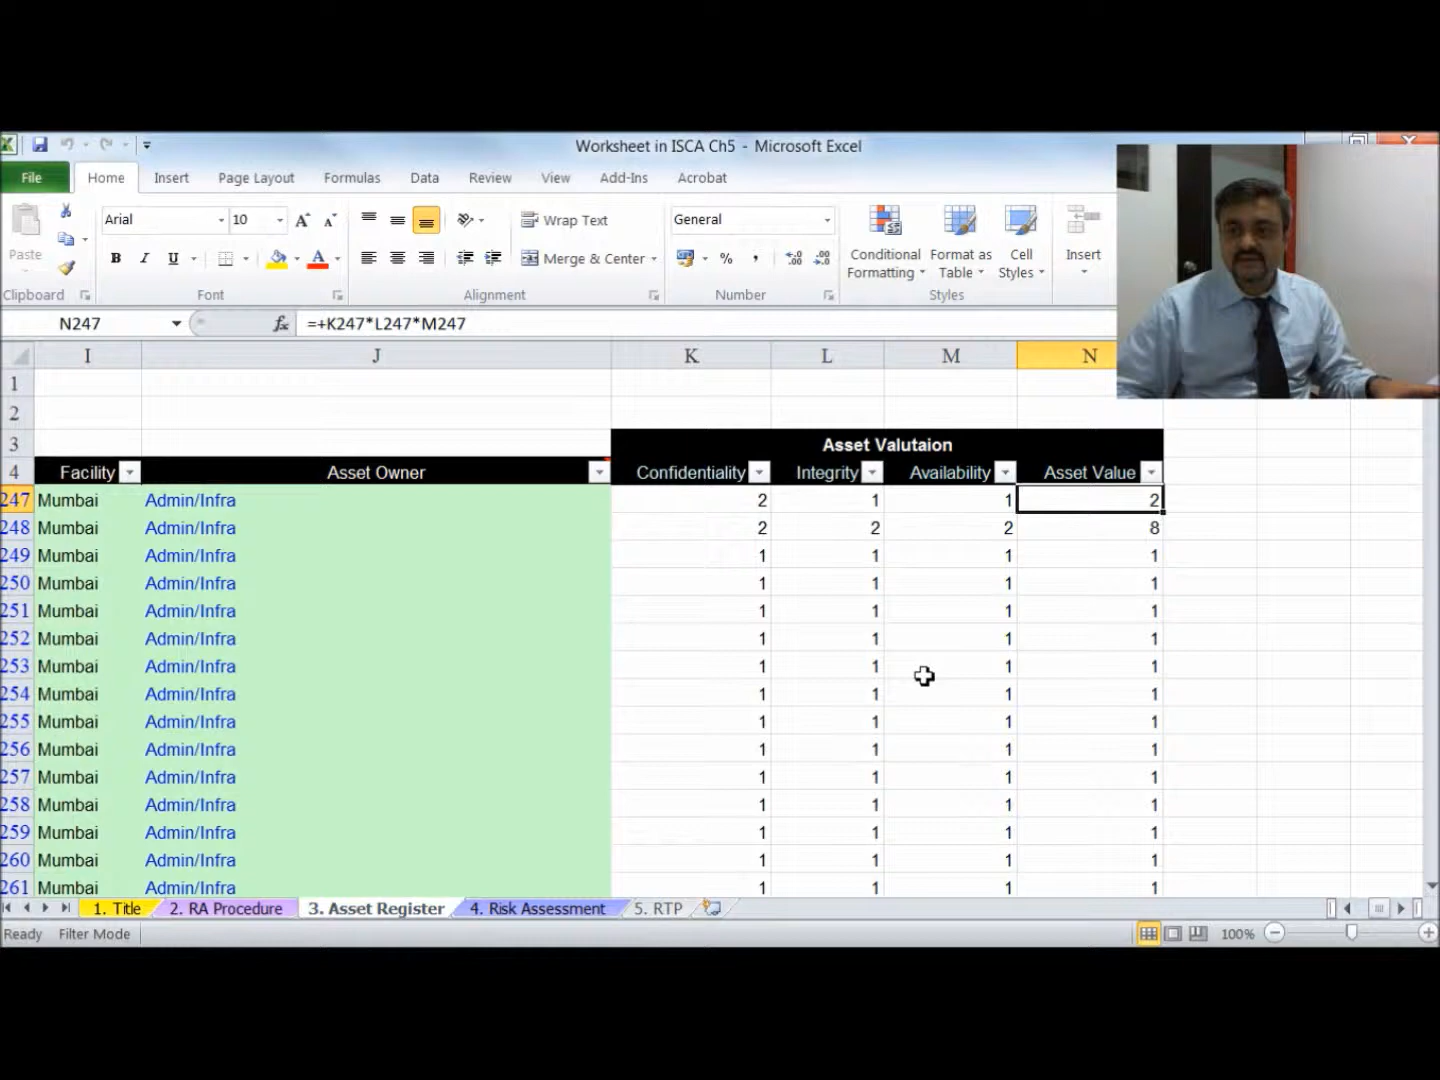 Worksheet in ISCA Ch5 - Microsoft Excel
File Home Insert Page Layout Formulas Data Review View Add-Ins Acrobat
Arial 10 Wrap Text General
Paste B I U Merge & Center % , Conditional Formatting Format as Table Cell Styles Insert
Clipboard Font Alignment Number Styles
N247 fx =+K247*L247*M247
I J K L M N
1
2
3 Asset Valutaion
4 Facility Asset Owner Confidentiality Integrity Availability Asset Value
247 Mumbai Admin/Infra 2 1 1 2
248 Mumbai Admin/Infra 2 2 2 8
249 Mumbai Admin/Infra 1 1 1 1
250 Mumbai Admin/Infra 1 1 1 1
251 Mumbai Admin/Infra 1 1 1 1
252 Mumbai Admin/Infra 1 1 1 1
253 Mumbai Admin/Infra 1 1 1 1
254 Mumbai Admin/Infra 1 1 1 1
255 Mumbai Admin/Infra 1 1 1 1
256 Mumbai Admin/Infra 1 1 1 1
257 Mumbai Admin/Infra 1 1 1 1
258 Mumbai Admin/Infra 1 1 1 1
259 Mumbai Admin/Infra 1 1 1 1
260 Mumbai Admin/Infra 1 1 1 1
261 Mumbai Admin/Infra 1 1 1 1
1. Title 2. RA Procedure 3. Asset Register 4. Risk Assessment 5. RTP
Ready Filter Mode 100%